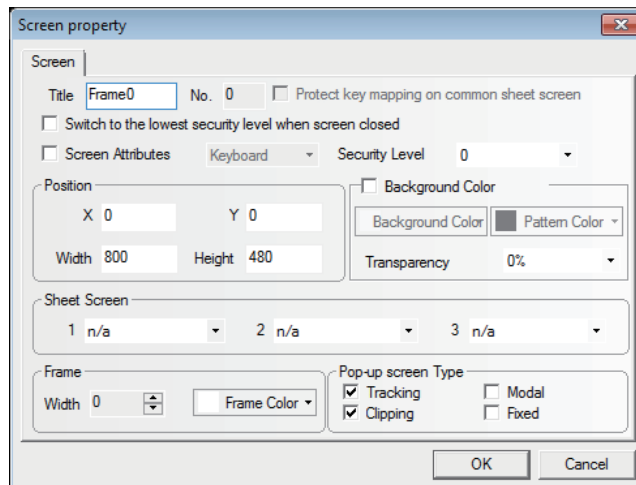 Screen property
Screen
Title Frame0 No. 0 Protect key mapping on common sheet screen
Switch to the lowest security level when screen closed
Screen Attributes Keyboard Security Level 0
Position Background Color
X 0 Y 0 Background Color Pattern Color
Width 800 Height 480 Transparency 0%
Sheet Screen
1 n/a 2 n/a 3 n/a
Frame Pop-up screen Type
Tracking Modal
Width 0 Frame Color Clipping Fixed
OK Cancel